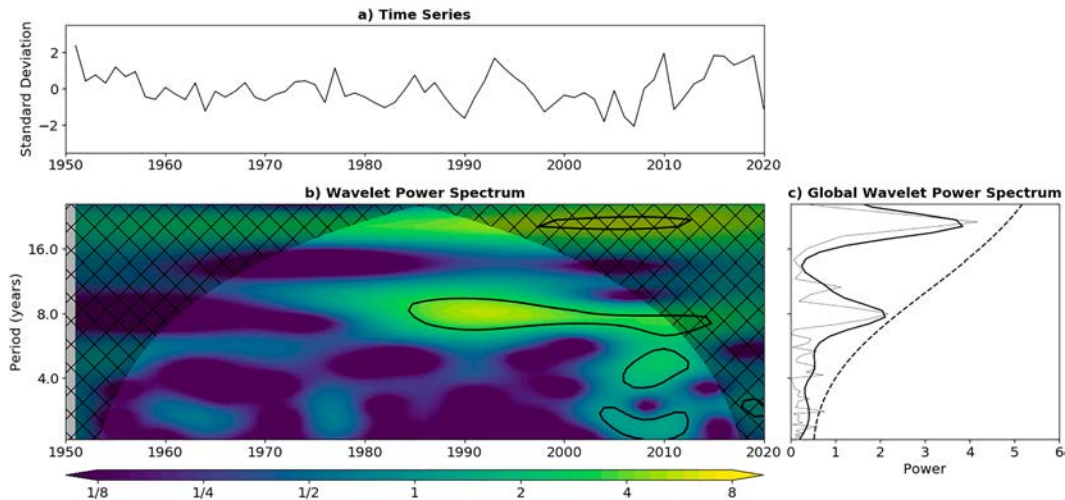 a) Time Series
Standard Deviation
2
0
−2
1950 1960 1970 1980 1990 2000 2010 2020
b) Wavelet Power Spectrum
c) Global Wavelet Power Spectrum
Period (years)
16.0
8.0
4.0
1950 1960 1970 1980 1990 2000 2010 2020
0 1 2 3 4 5 6
Power
1/8 1/4 1/2 1 2 4 8